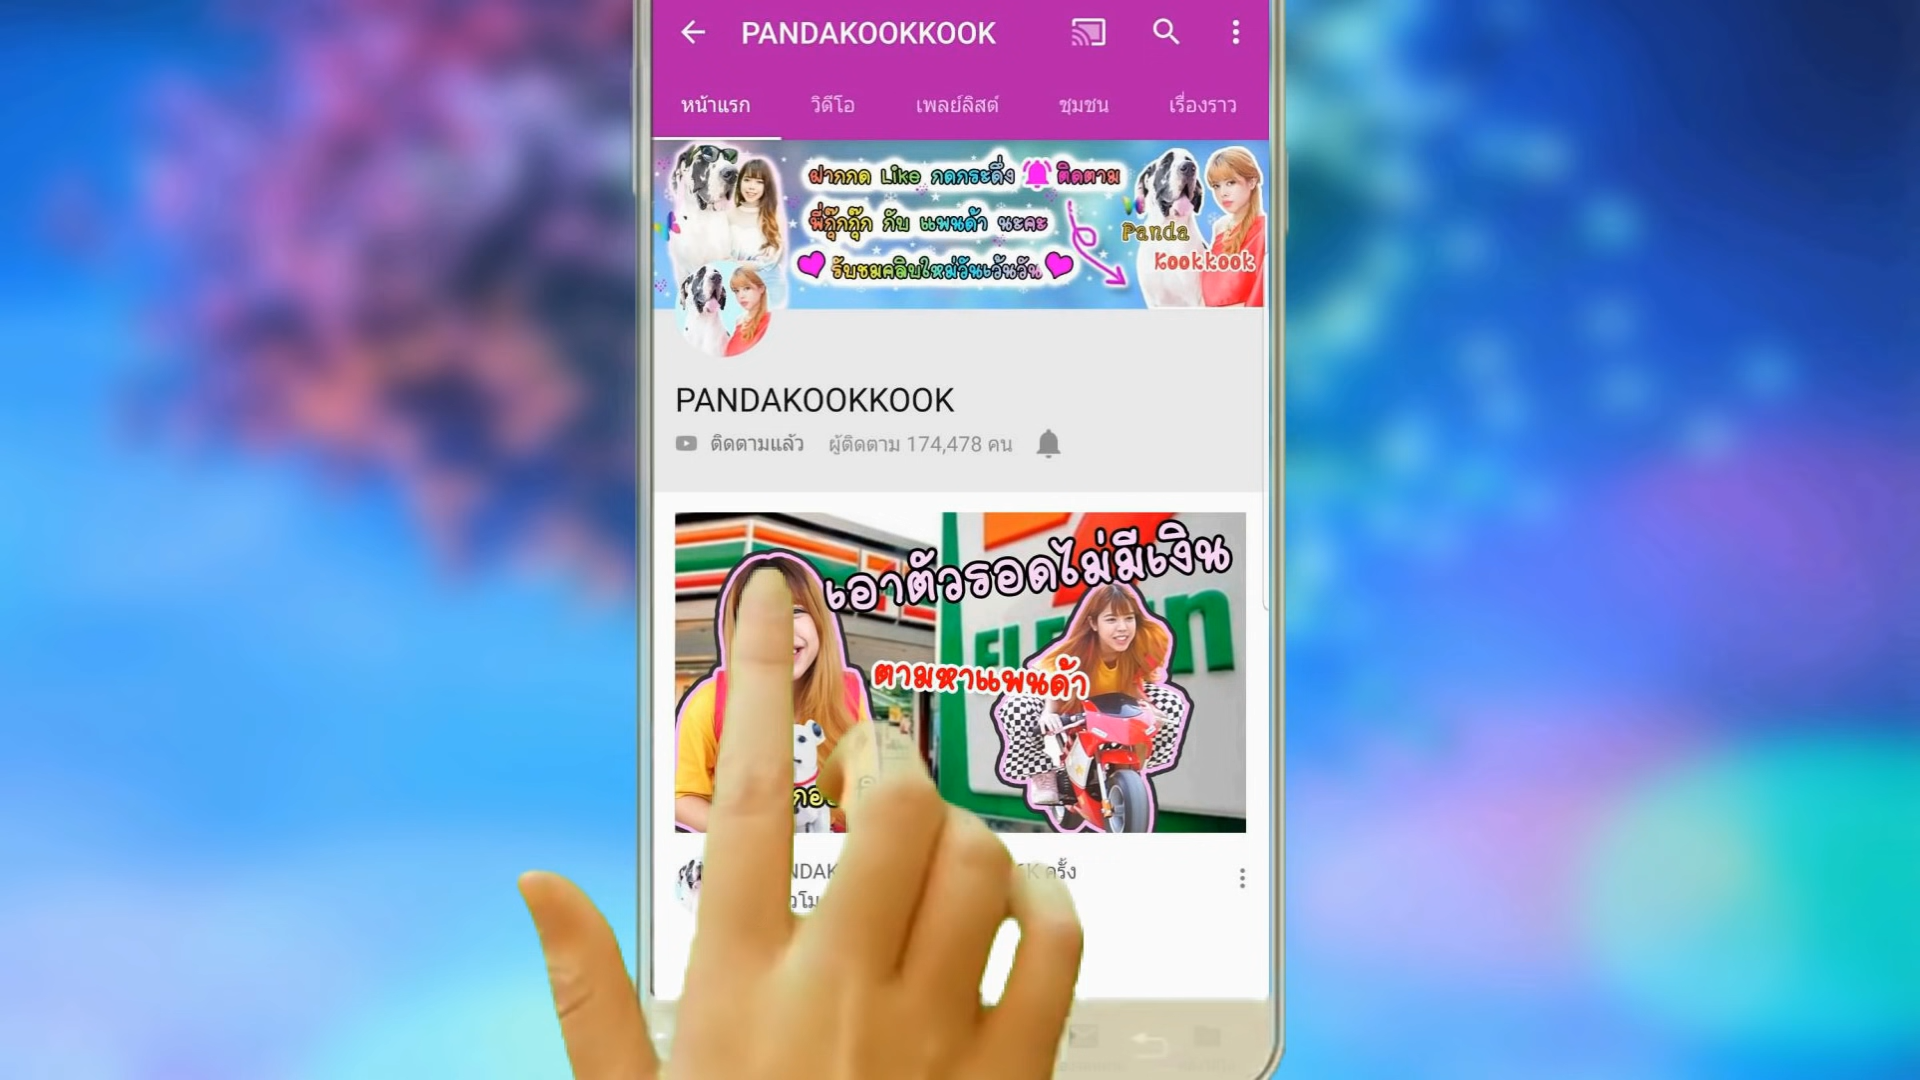 PANDAKOOKKOOK
หน้าแรก วิดีโอ เพลย์ลิสต์ ชุมชน เรื่องราว
ฝากกด Like กดกระดิ่ง ติดตาม
พี่กุ๊กกุ๊ก กับ แพนด้า นะคะ
รับชมคลิปใหม่วันเว้นวัน
Panda
Kookkook
PANDAKOOKKOOK
ติดตามแล้ว ผู้ติดตาม 174,478 คน
เอาตัวรอดไม่มีเงิน
ตามหาแพนด้า
ครั้ง